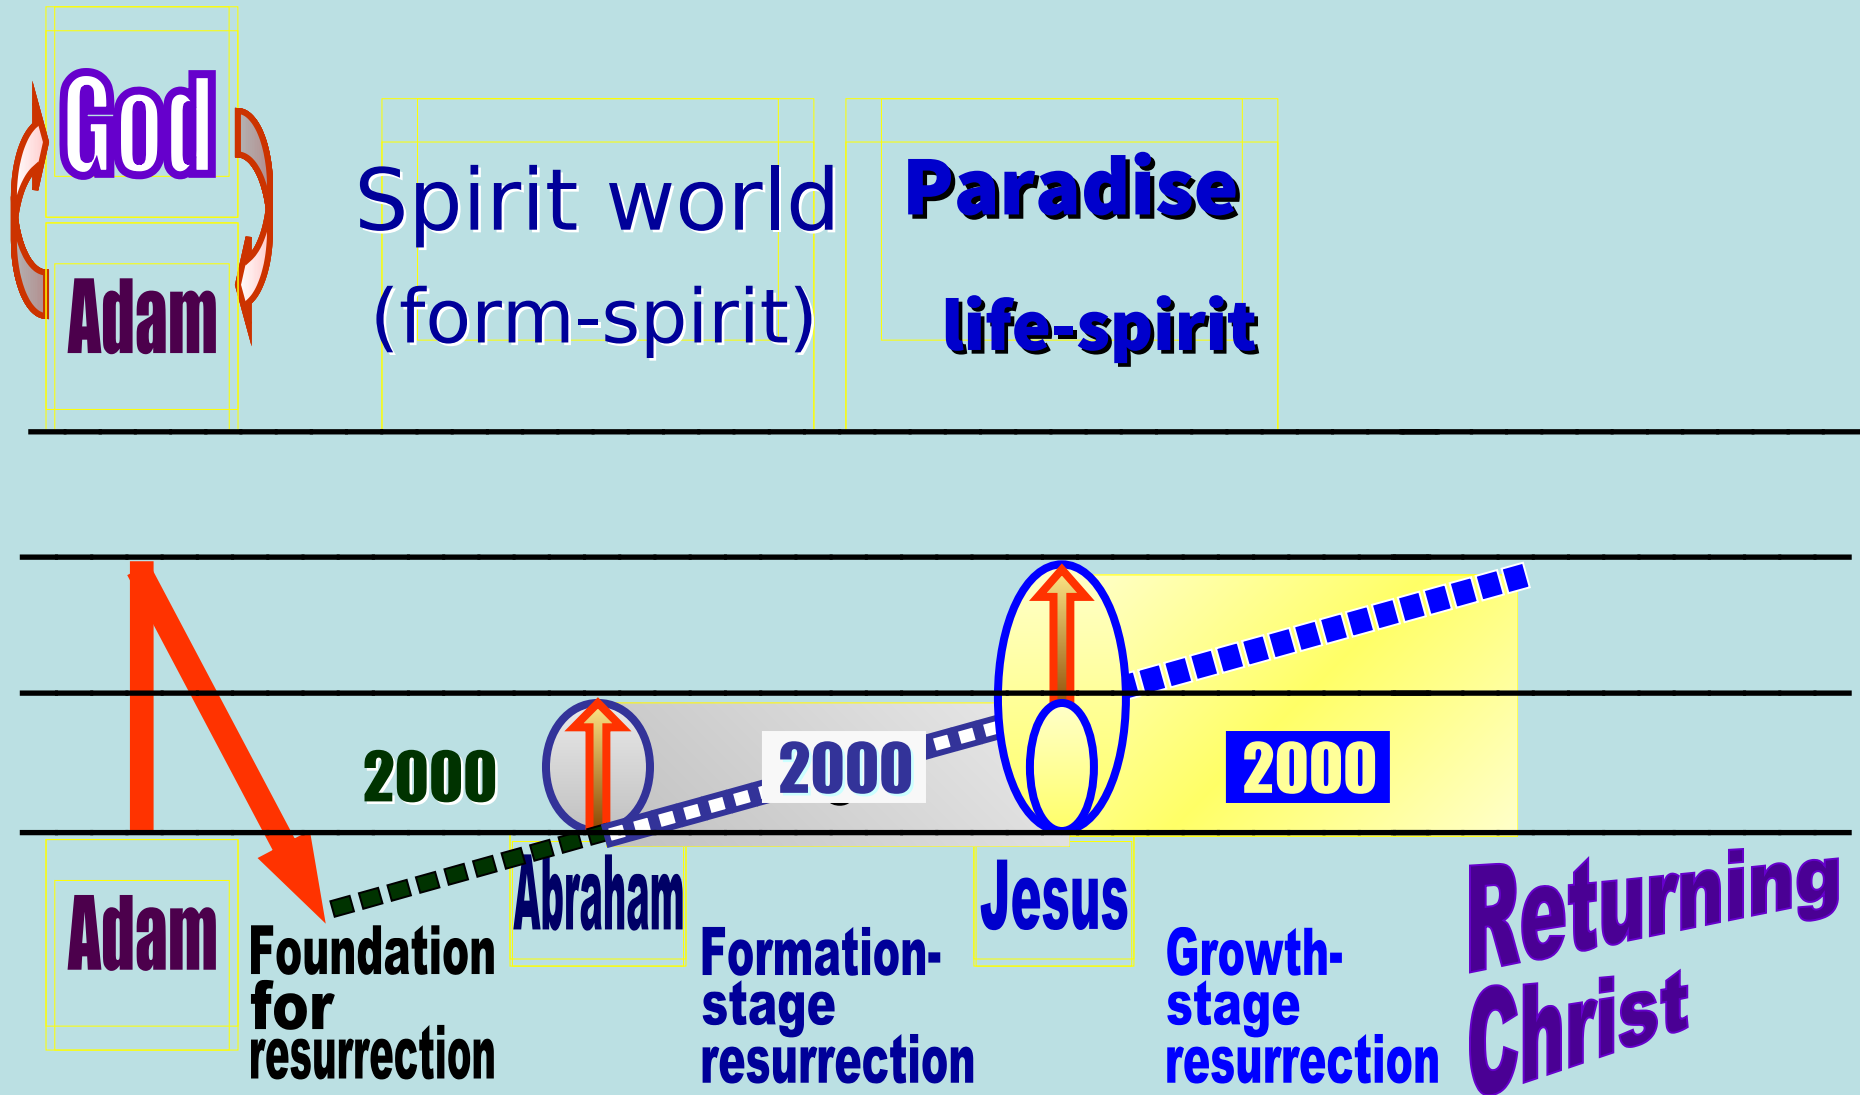 God
Adam
Spirit world
(form-spirit)
Paradise
life-spirit
2000
2000
2000
Adam
Foundation
for
resurrection
Abraham
Formation-
stage
resurrection
Jesus
Growth-
stage
resurrection
Returning
Christ